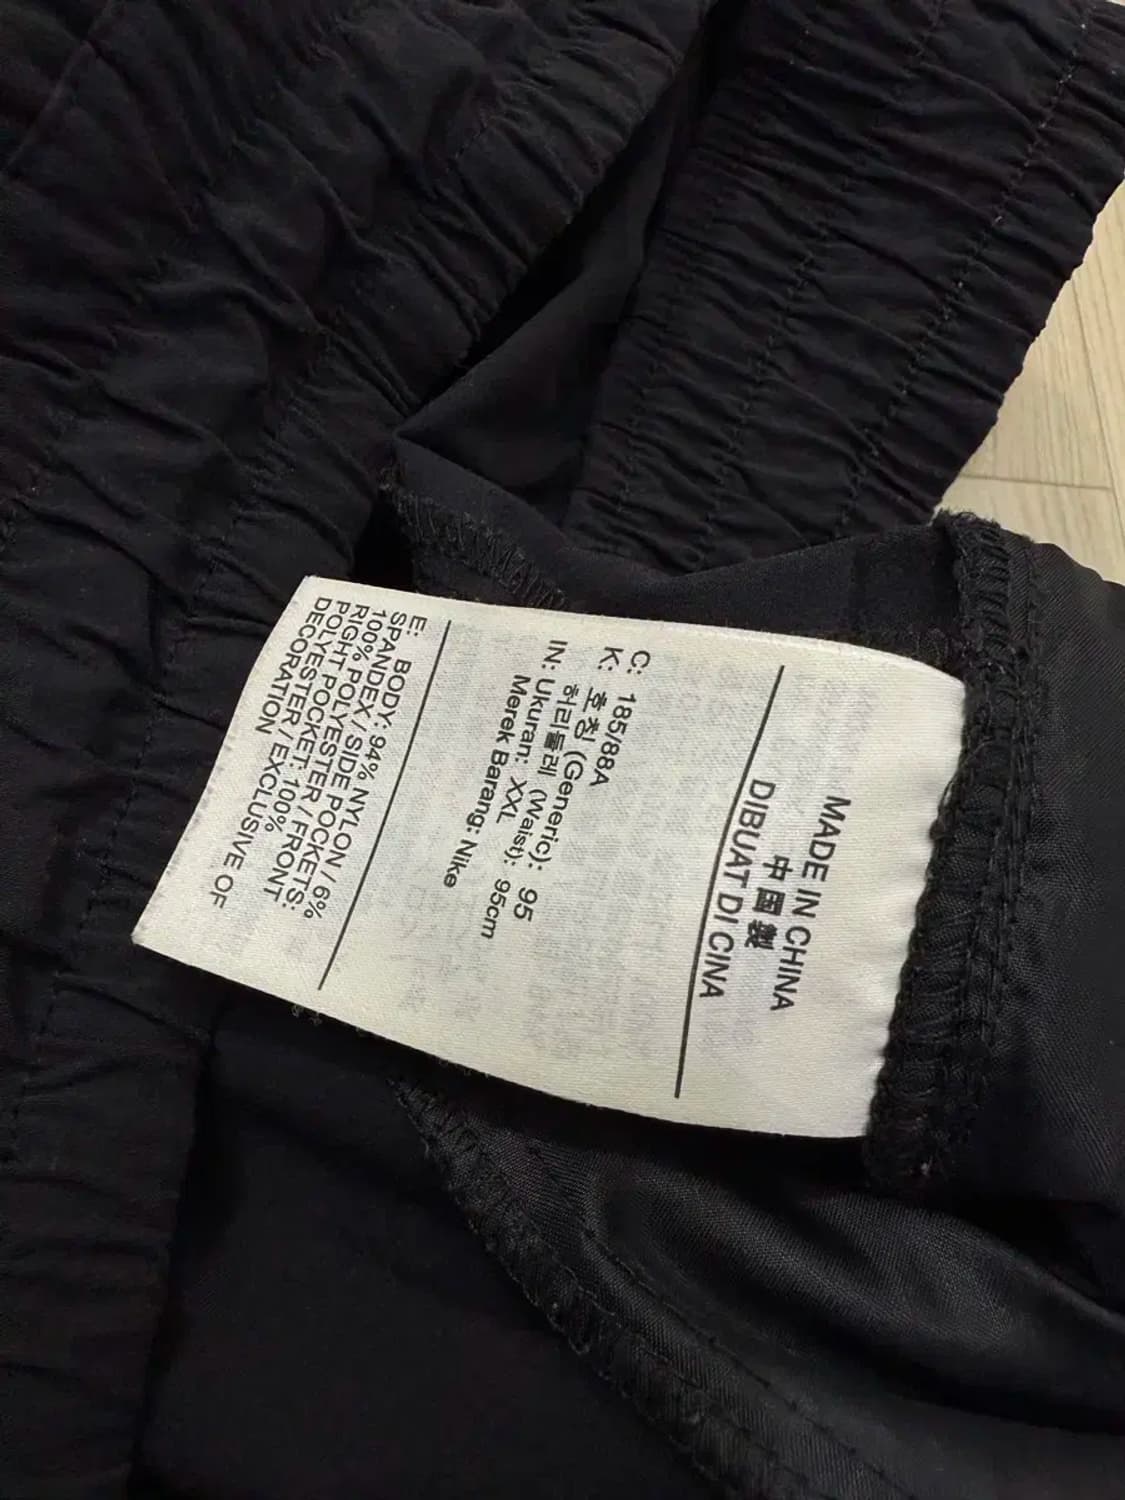 MADE IN CHINA
中國製
DIBUAT DI CINA
C: 185/88A
K: 호칭 (Generic): 95
허리둘레 (Waist): 95cm
IN: Ukuran: XXL
Merek Barang: Nike
E: BODY: 94% NYLON / 6%
SPANDEX / SIDE PANEL:
100% POLYESTER POCKETS:
RIGHT POCKET / FRONT
POLYESTER: 100%
DECORATION / EXCLUSIVE OF